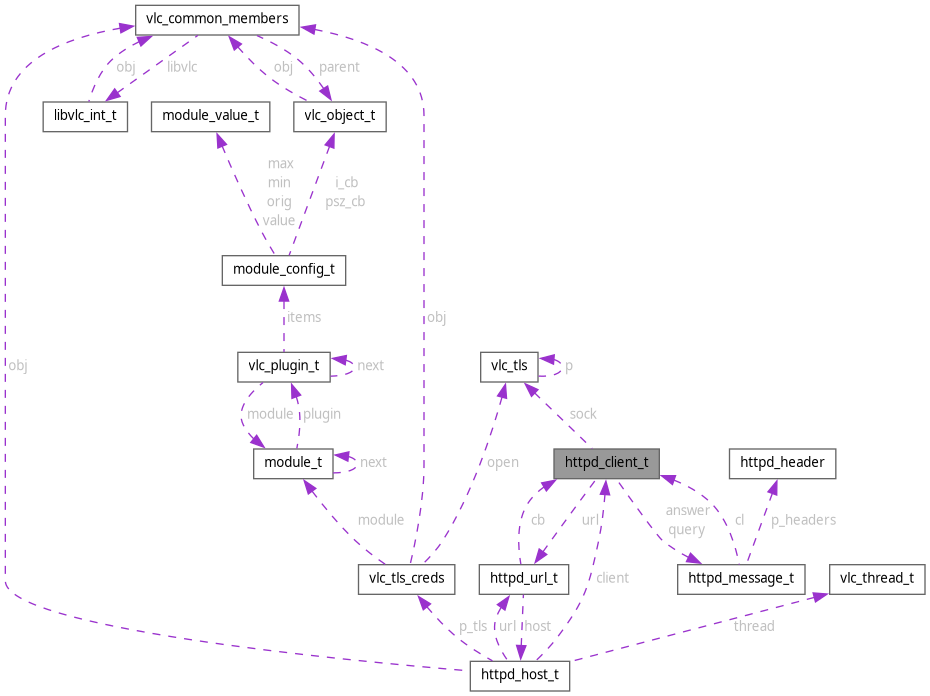 vlc_common_members
obj
libvlc
obj
parent
libvlc_int_t
module_value_t
vlc_object_t
max
min
orig
value
i_cb
psz_cb
module_config_t
items
obj
obj
vlc_plugin_t
next
vlc_tls
p
module
plugin
sock
module_t
next
open
httpd_client_t
httpd_header
module
cb
url
answer
query
cl
p_headers
vlc_tls_creds
httpd_url_t
client
httpd_message_t
vlc_thread_t
p_tls
url
host
thread
httpd_host_t